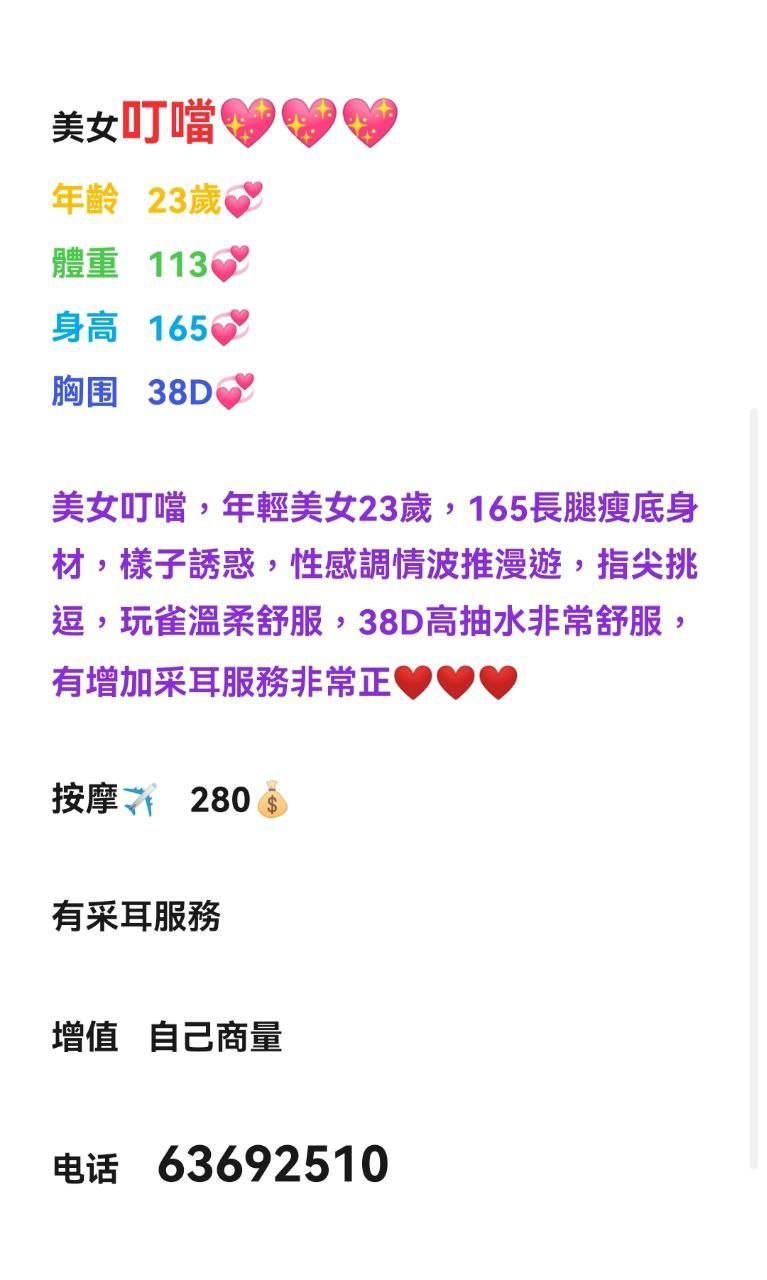 美女叮噹💖💖💖
年齡 23歲💞
體重 113💞
身高 165💞
胸围 38D💞
美女叮噹，年輕美女23歲，165長腿瘦底身
材，樣子誘惑，性感調情波推漫遊，指尖挑
逗，玩雀溫柔舒服，38D高抽水非常舒服，
有增加采耳服務非常正❤️❤️❤️
按摩✈️ 280💰
有采耳服務
增值 自己商量
电话 63692510